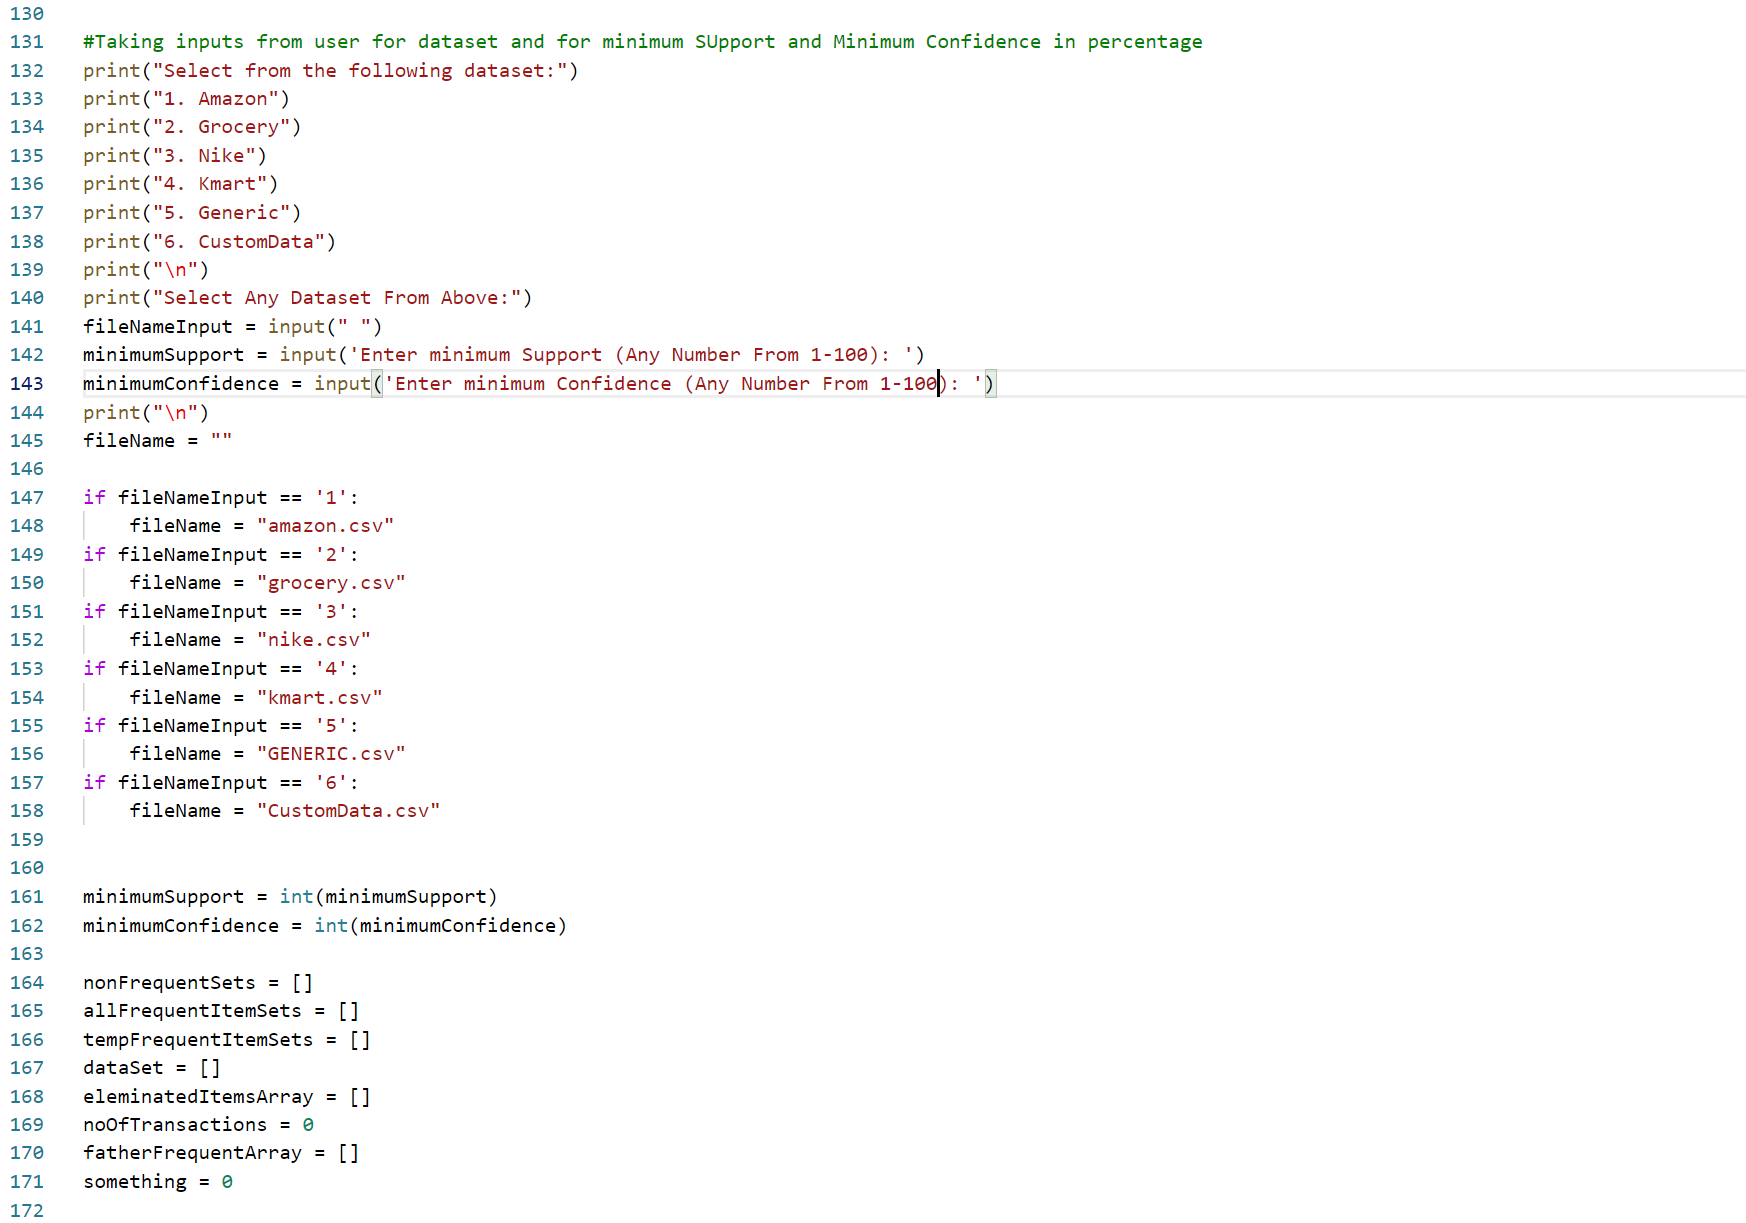 130
131 #Taking inputs from user for dataset and for minimum SUpport and Minimum Confidence in percentage
132 print("Select from the following dataset:")
133 print("1. Amazon")
134 print("2. Grocery")
135 print("3. Nike")
136 print("4. Kmart")
137 print("5. Generic")
138 print("6. CustomData")
139 print("\n")
140 print("Select Any Dataset From Above:")
141 fileNameInput = input(" ")
142 minimumSupport = input('Enter minimum Support (Any Number From 1-100): ')
143 minimumConfidence = input('Enter minimum Confidence (Any Number From 1-100): ')
144 print("\n")
145 fileName = ""
146
147 if fileNameInput == '1':
148     fileName = "amazon.csv"
149 if fileNameInput == '2':
150     fileName = "grocery.csv"
151 if fileNameInput == '3':
152     fileName = "nike.csv"
153 if fileNameInput == '4':
154     fileName = "kmart.csv"
155 if fileNameInput == '5':
156     fileName = "GENERIC.csv"
157 if fileNameInput == '6':
158     fileName = "CustomData.csv"
159
160
161 minimumSupport = int(minimumSupport)
162 minimumConfidence = int(minimumConfidence)
163
164 nonFrequentSets = []
165 allFrequentItemSets = []
166 tempFrequentItemSets = []
167 dataSet = []
168 eleminatedItemsArray = []
169 noOfTransactions = 0
170 fatherFrequentArray = []
171 something = 0
172